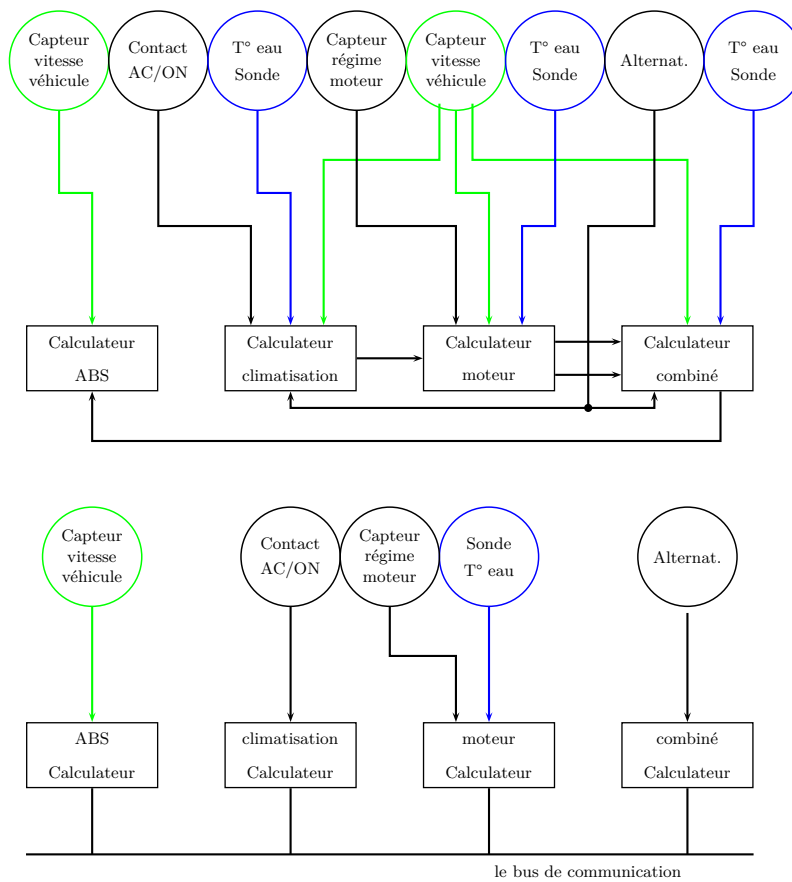 Capteur
vitesse
véhicule
Contact
AC/ON
T° eau
Sonde
Capteur
régime
moteur
Capteur
vitesse
véhicule
T° eau
Sonde
Alternat.
T° eau
Sonde
Calculateur
ABS
Calculateur
climatisation
Calculateur
moteur
Calculateur
combiné
Capteur
vitesse
véhicule
Contact
AC/ON
Capteur
régime
moteur
Sonde
T° eau
Alternat.
ABS
Calculateur
climatisation
Calculateur
moteur
Calculateur
combiné
Calculateur
le bus de communication